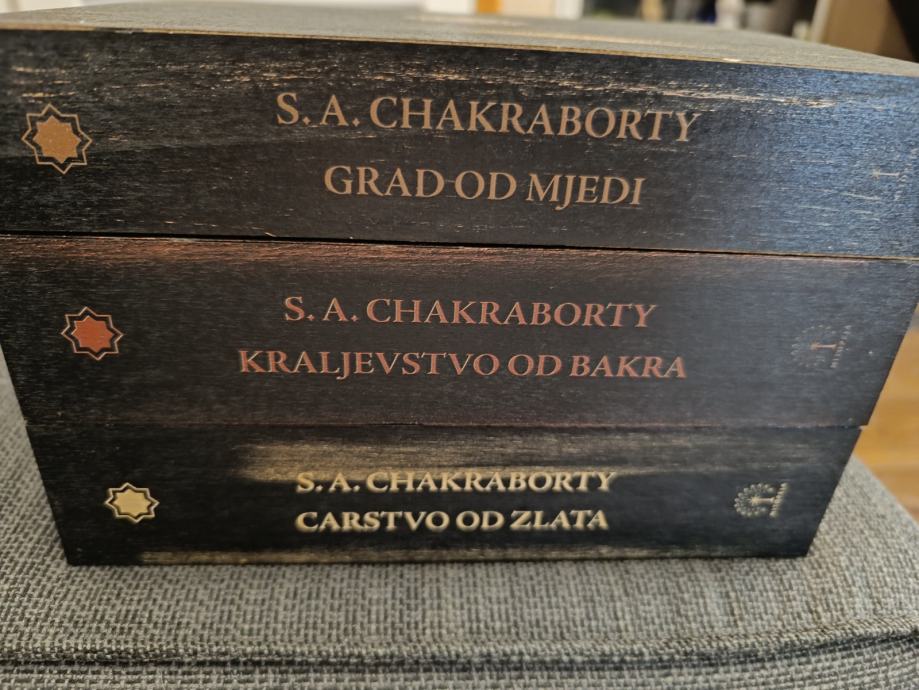 S. A. CHAKRABORTY
GRAD OD MJEDI
S. A. CHAKRABORTY
KRALJEVSTVO OD BAKRA
S. A. CHAKRABORTY
CARSTVO OD ZLATA